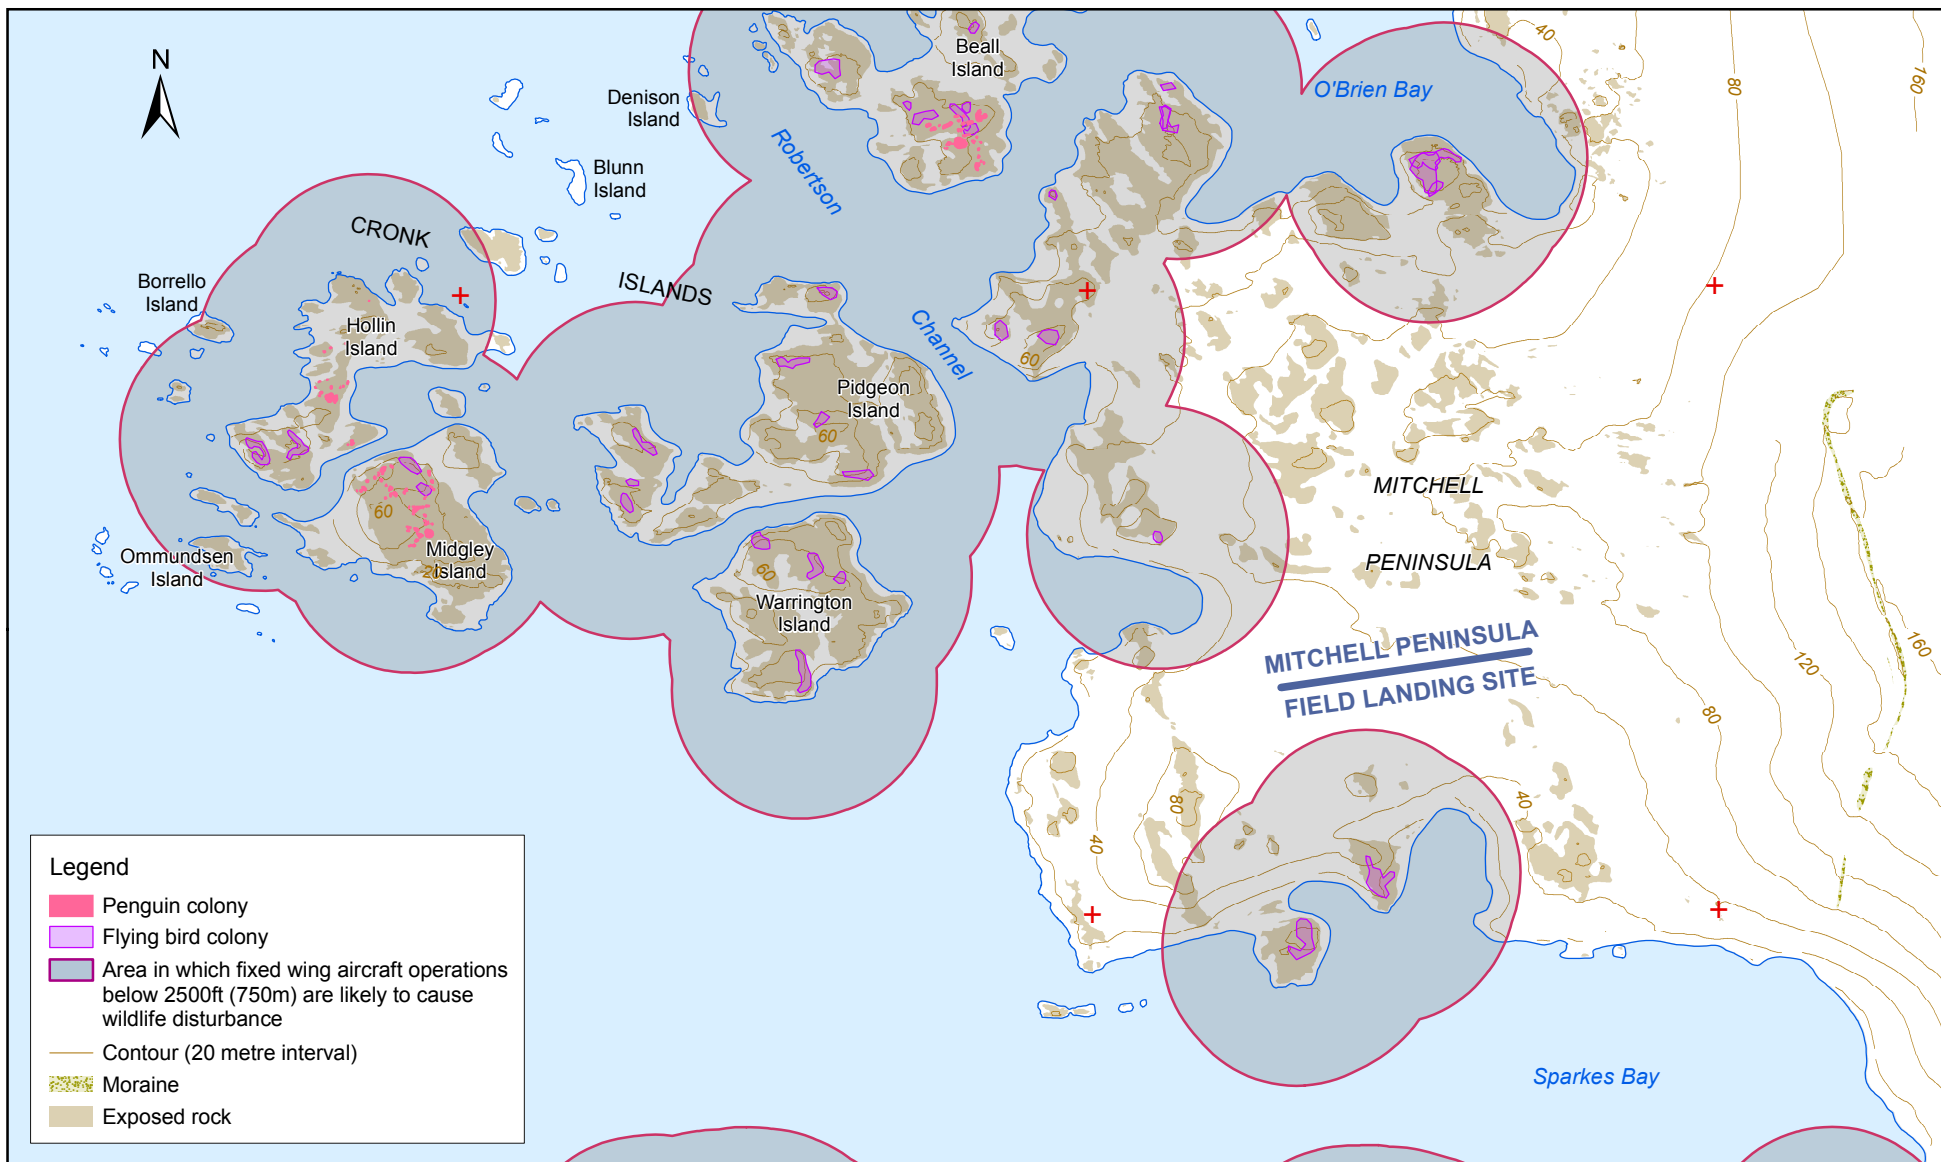 N
Beall
Island
40
80
160
O'Brien Bay
Denison
Island
Robertson
Blunn
Island
CRONK
ISLANDS
Borrello
Island
Hollin
Island
Channel
60
Pidgeon
Island
60
MITCHELL
60
Midgley
Island
Ommundsen
Island
60
PENINSULA
Warrington
Island
MITCHELL PENINSULA
FIELD LANDING SITE
160
120
80
80
40
40
Legend
Penguin colony
Flying bird colony
Area in which fixed wing aircraft operations
below 2500ft (750m) are likely to cause
wildlife disturbance
Contour (20 metre interval)
Moraine
Exposed rock
Sparkes Bay